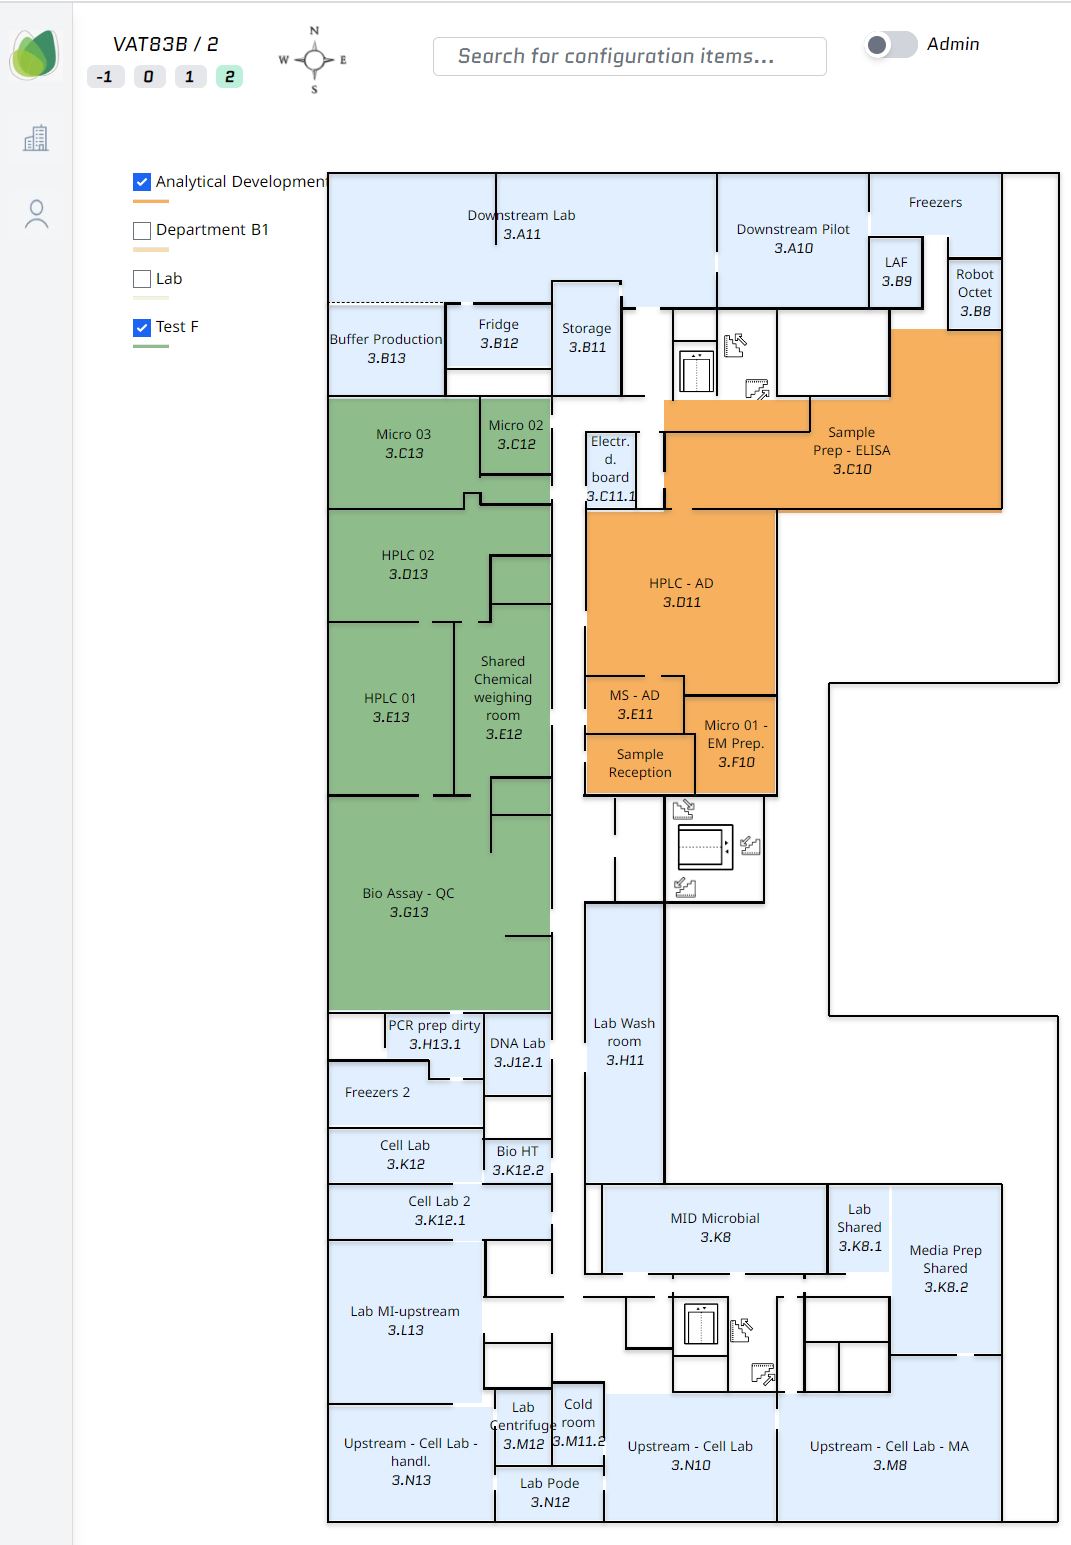 VAT83B / 2
-1 0 1 2
N
W E
S
Search for configuration items...
Admin
Analytical Development
Department B1
Lab
Test F
Downstream Lab
3.A11
Downstream Pilot
3.A10
Freezers
LAF
3.B9
Robot
Octet
3.B8
Buffer Production
3.B13
Fridge
3.B12
Storage
3.B11
Micro 03
3.C13
Micro 02
3.C12
Electr.
d.
board
3.C11.1
Sample
Prep - ELISA
3.C10
HPLC 02
3.D13
HPLC - AD
3.D11
HPLC 01
3.E13
Shared
Chemical
weighing
room
3.E12
MS - AD
3.E11
Micro 01 -
EM Prep.
3.F10
Sample
Reception
Bio Assay - QC
3.G13
PCR prep dirty
3.H13.1
DNA Lab
3.J12.1
Lab Wash
room
3.H11
Freezers 2
Cell Lab
3.K12
Bio HT
3.K12.2
Cell Lab 2
3.K12.1
MID Microbial
3.K8
Lab
Shared
3.K8.1
Media Prep
Shared
3.K8.2
Lab MI-upstream
3.L13
Lab
Centrifuge
3.M12
Cold
room
3.M11.2
Upstream - Cell Lab -
handl.
3.N13
Upstream - Cell Lab
3.N10
Upstream - Cell Lab - MA
3.M8
Lab Pode
3.N12